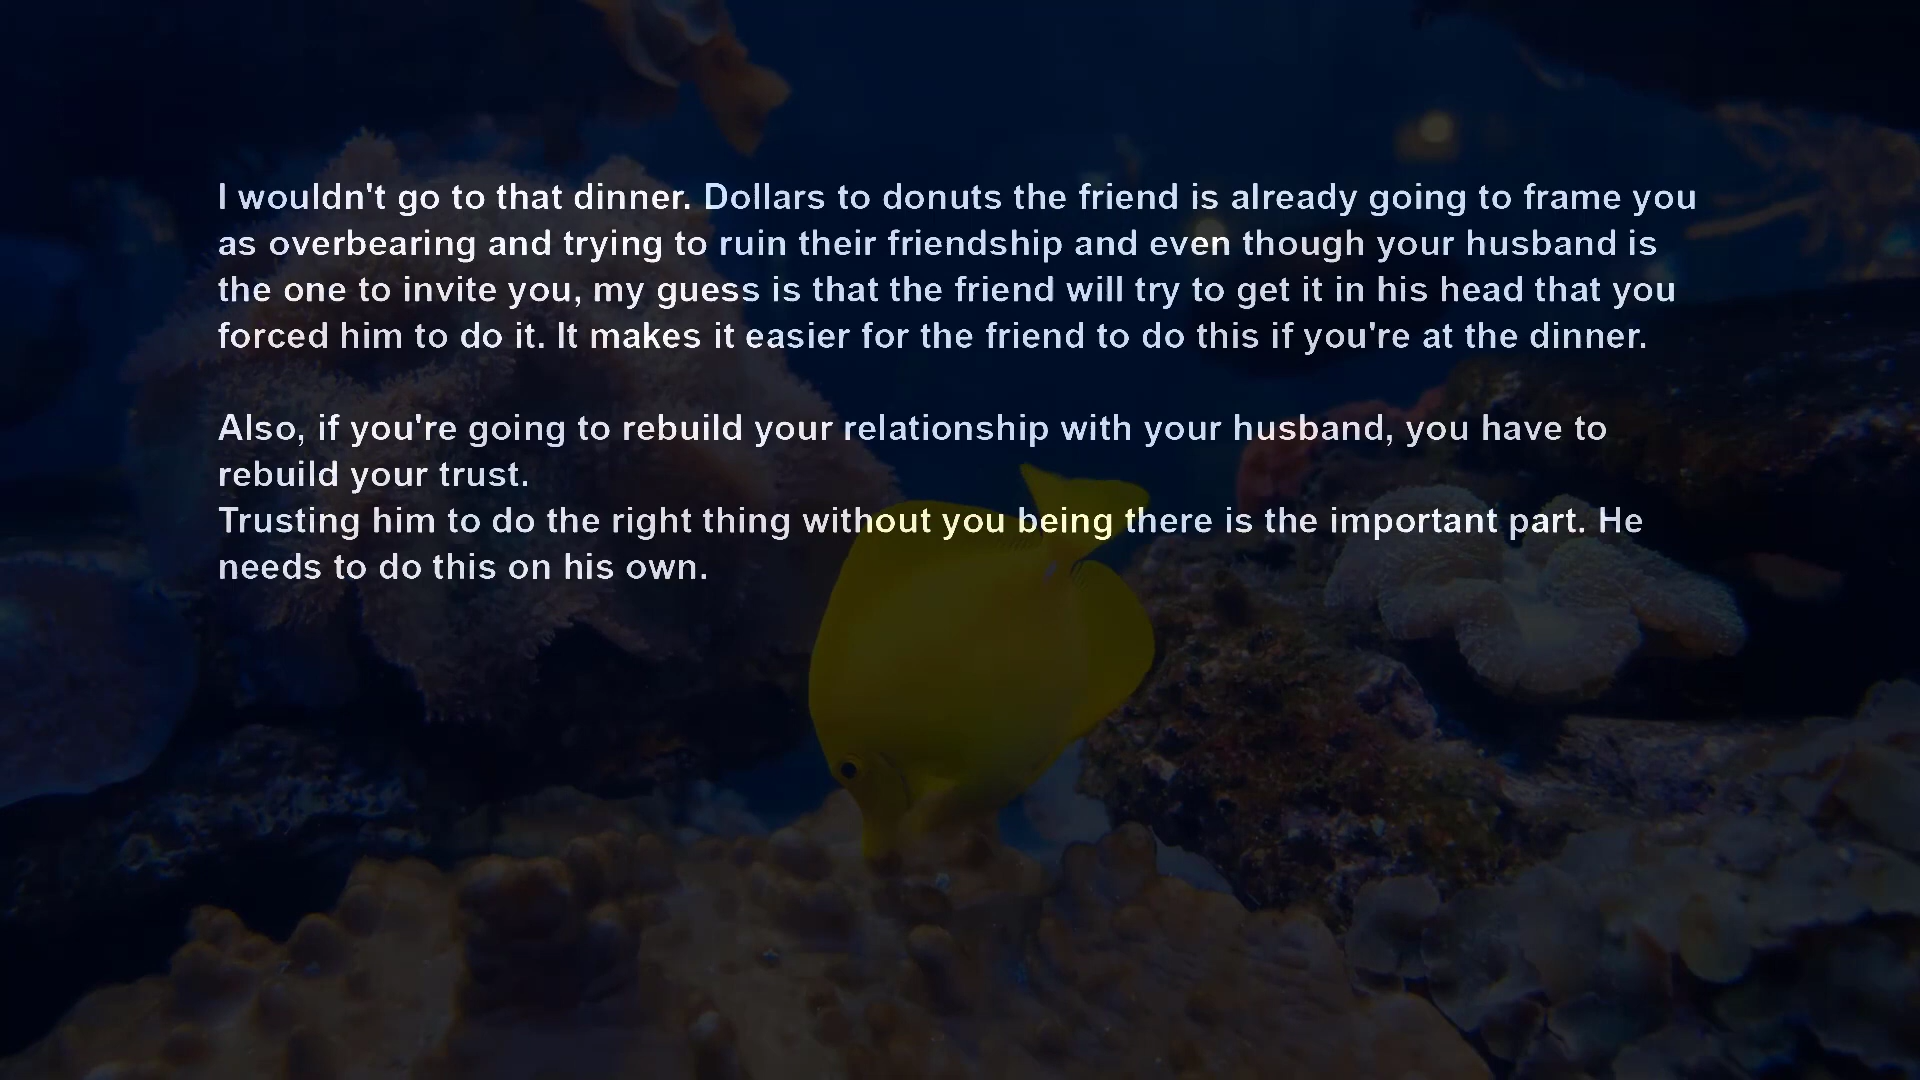 I wouldn't go to that dinner. Dollars to donuts the friend is already going to frame you
as overbearing and trying to ruin their friendship and even though your husband is
the one to invite you, my guess is that the friend will try to get it in his head that you
forced him to do it. It makes it easier for the friend to do this if you're at the dinner.

Also, if you're going to rebuild your relationship with your husband, you have to
rebuild your trust.
Trusting him to do the right thing without you being there is the important part. He
needs to do this on his own.